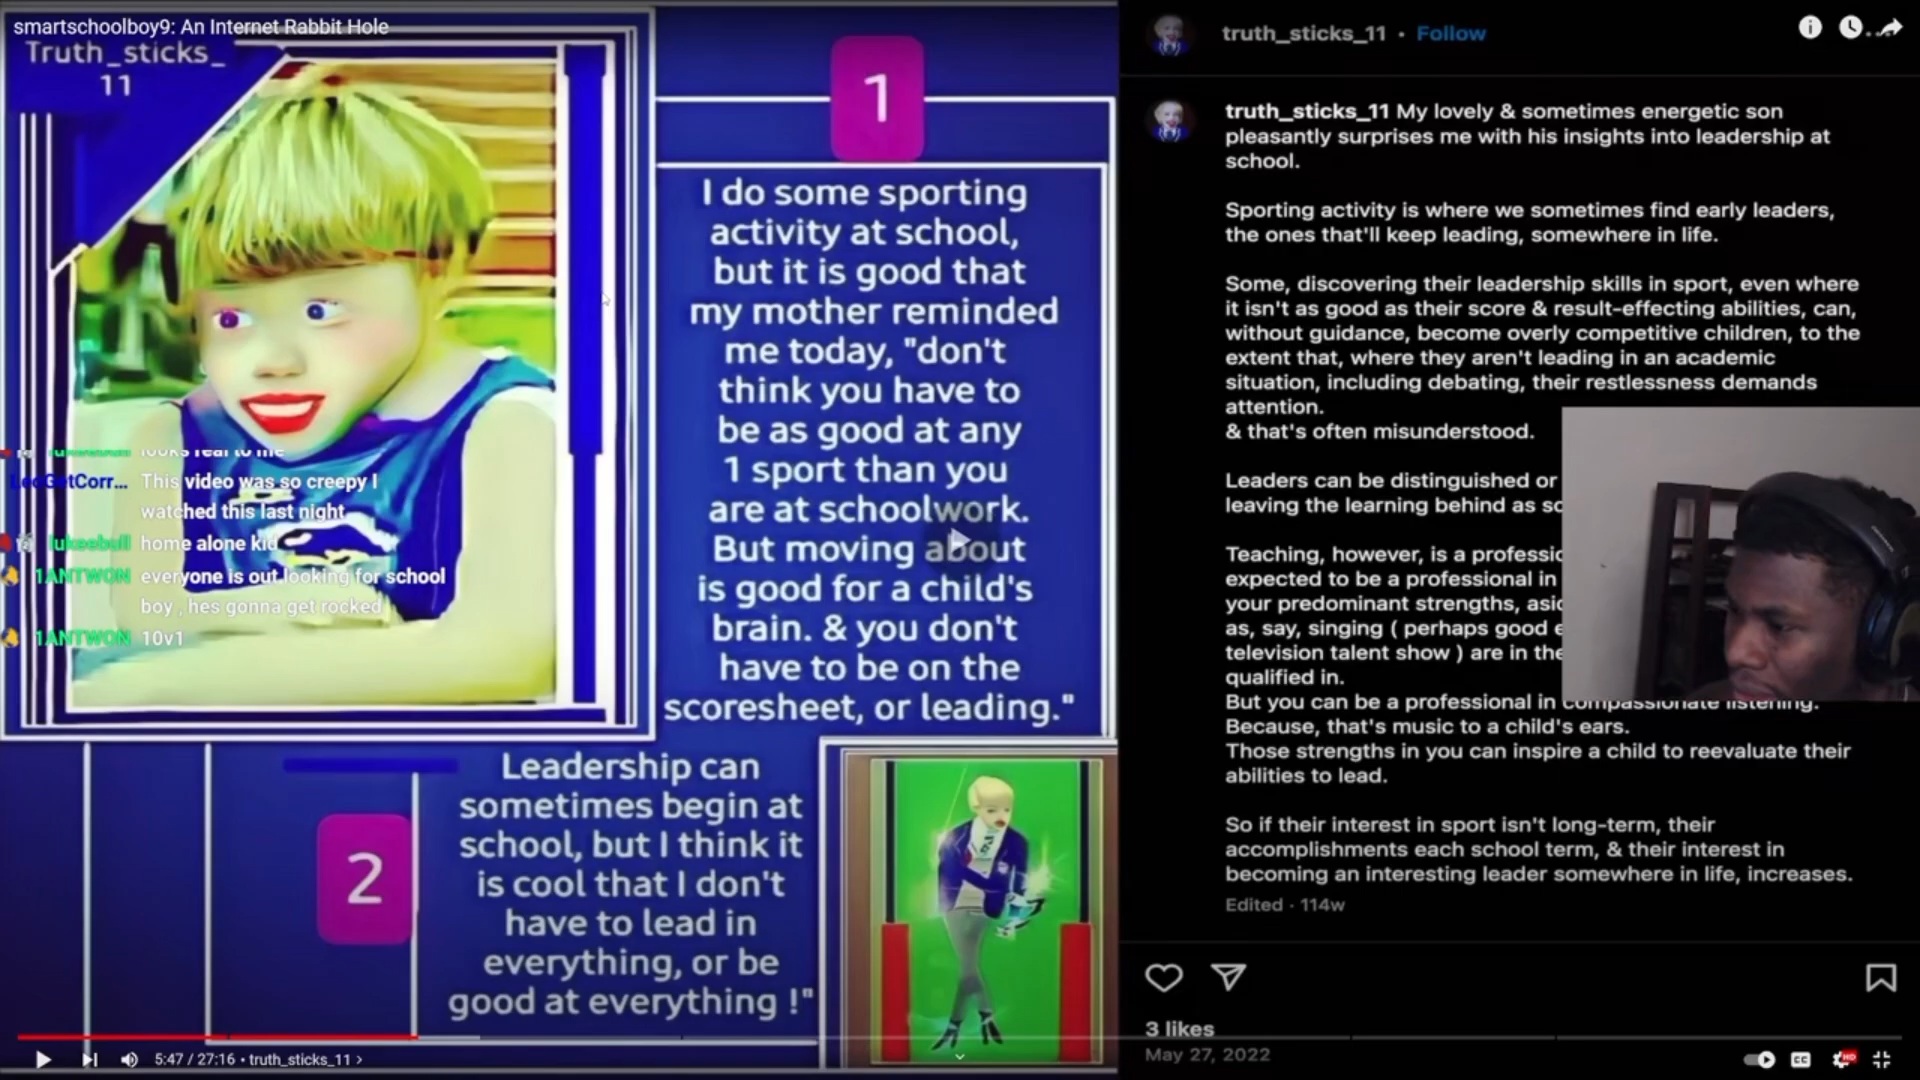 smartschoolboy9: An Internet Rabbit Hole
Truth_sticks_
11
1
I do some sporting
activity at school,
but it is good that
my mother reminded
me today, "don't
think you have to
be as good at any
1 sport than you
are at schoolwork.
But moving about
is good for a child's
brain. & you don't
have to be on the
scoresheet, or leading."
2
Leadership can
sometimes begin at
school, but I think it
is cool that I don't
have to lead in
everything, or be
good at everything !"
looks real to me
This video was so creepy I
watched this last night
lukeebull home alone kid
1ANTWON everyone is out looking for school
boy , hes gonna get rocked
1ANTWON 10v1
5:47 / 27:16 • truth_sticks_11 >
truth_sticks_11 • Follow
truth_sticks_11 My lovely & sometimes energetic son
pleasantly surprises me with his insights into leadership at
school.
Sporting activity is where we sometimes find early leaders,
the ones that'll keep leading, somewhere in life.
Some, discovering their leadership skills in sport, even where
it isn't as good as their score & result-effecting abilities, can,
without guidance, become overly competitive children, to the
extent that, where they aren't leading in an academic
situation, including debating, their restlessness demands
attention.
& that's often misunderstood.
Leaders can be distinguished or
leaving the learning behind as
Teaching, however, is a
expected to be a professional in
your predominant strengths,
as, say, singing ( perhaps good
television talent show ) are in the
qualified in.
But you can be a professional in compassionate listening.
Because, that's music to a child's ears.
Those strengths in you can inspire a child to reevaluate their
abilities to lead.
So if their interest in sport isn't long-term, their
accomplishments each school term, & their interest in
becoming an interesting leader somewhere in life, increases.
Edited · 114w
3 likes
May 27, 2022
CC
HD